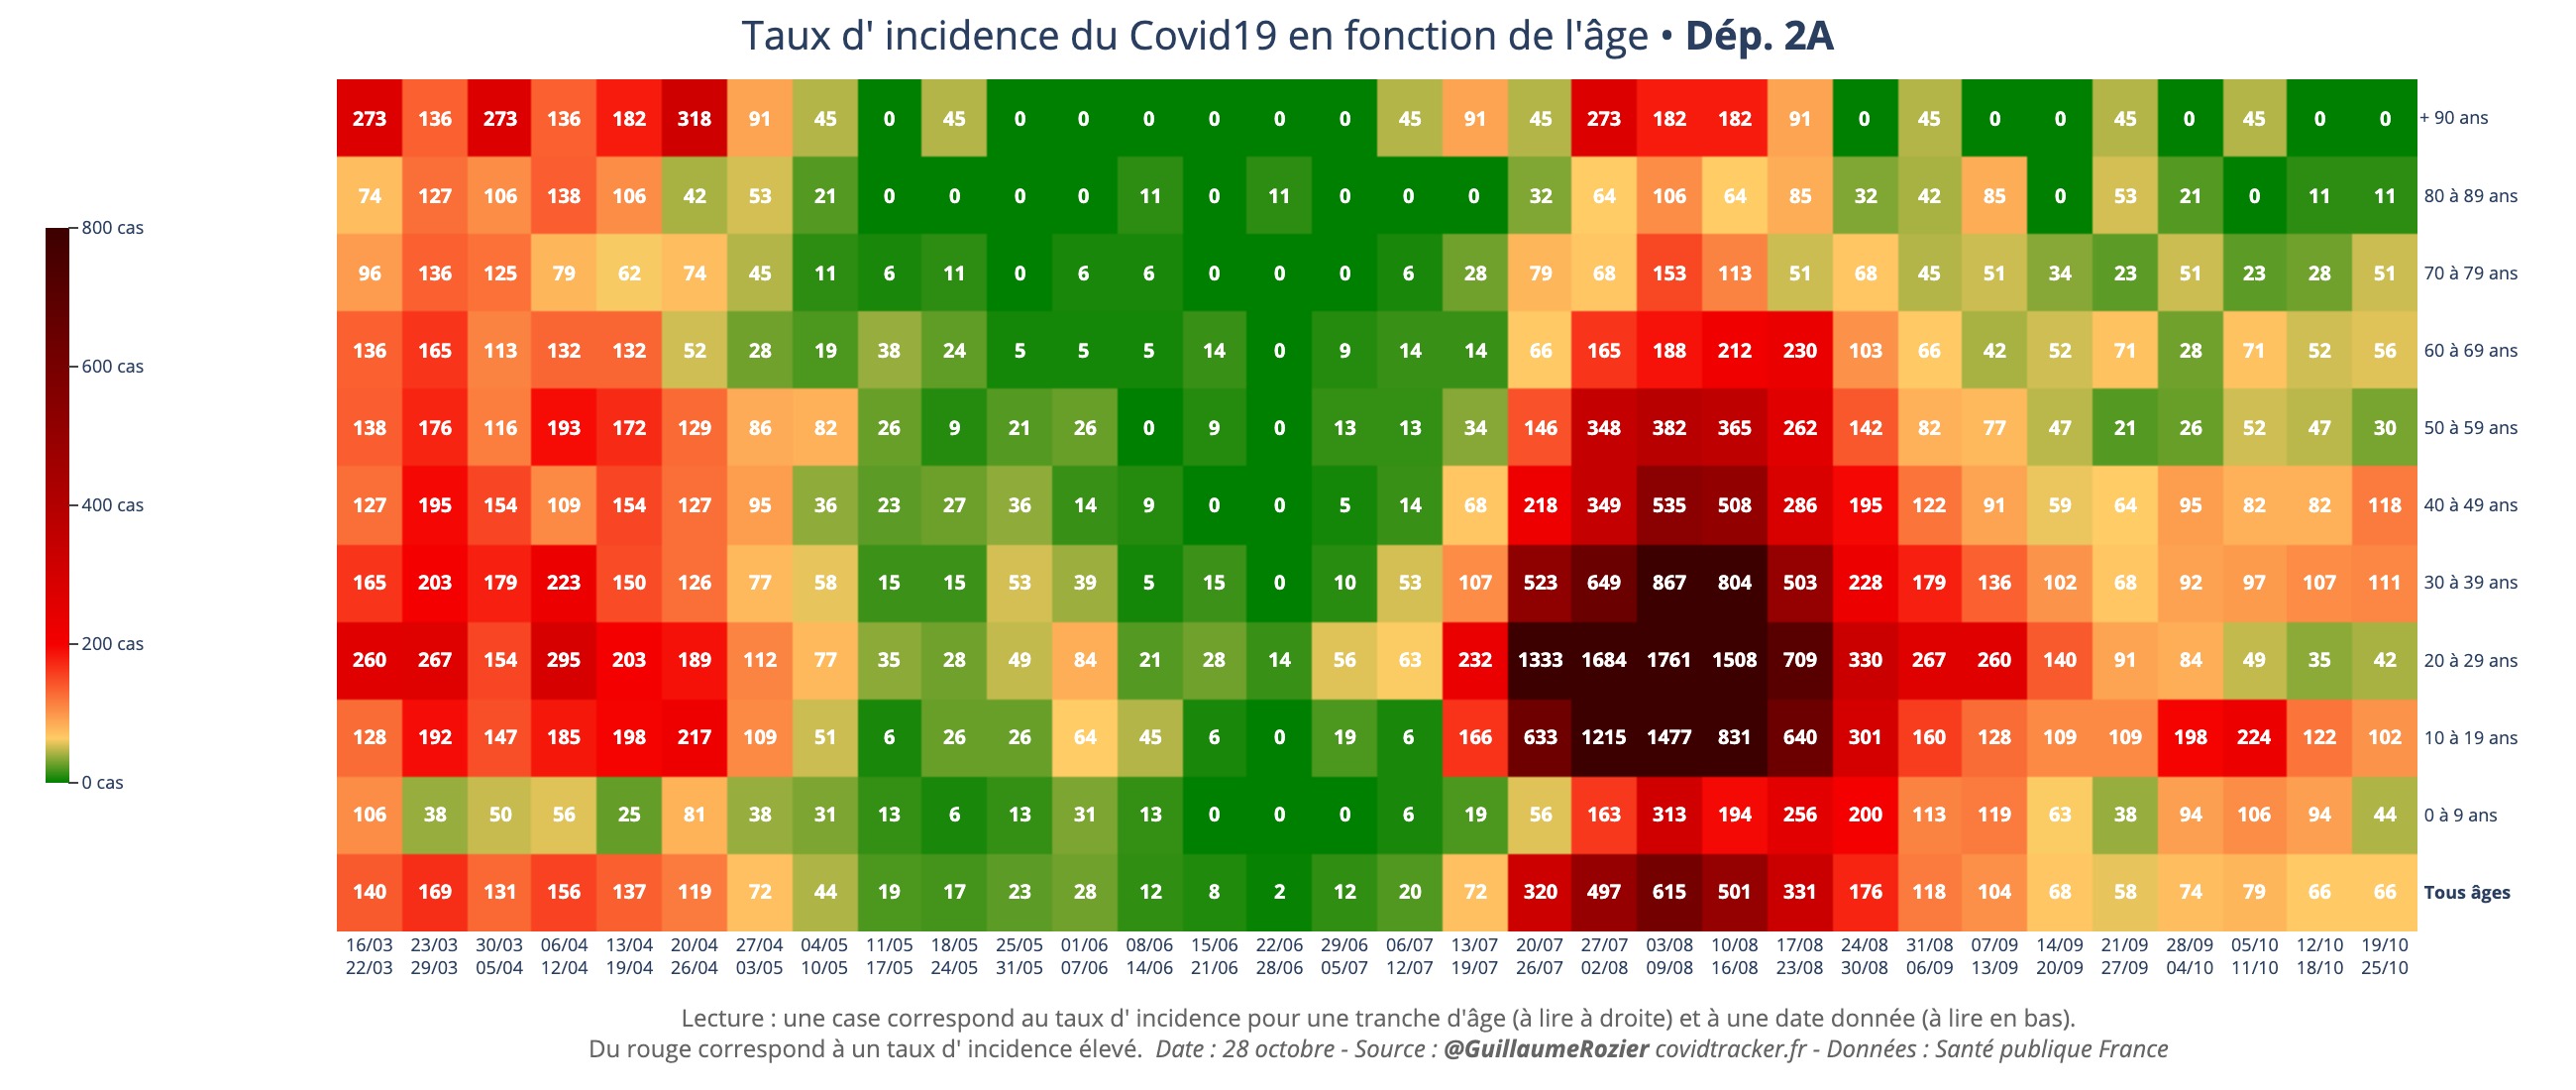 Taux d' incidence du Covid19 en fonction de l'âge • Dép. 2A
273 136 273 136 182 318 91 45 0 45 0 0 0 0 0 0 45 91 45 273 182 182 91 0 45 0 0 45 0 45 0 0 + 90 ans
74 127 106 138 106 42 53 21 0 0 0 0 11 0 11 0 0 0 32 64 106 64 85 32 42 85 0 53 21 0 11 11 80 à 89 ans
800 cas
96 136 125 79 62 74 45 11 6 11 0 6 6 0 0 0 6 28 79 68 153 113 51 68 45 51 34 23 51 23 28 51 70 à 79 ans
136 165 113 132 132 52 28 19 38 24 5 5 5 14 0 9 14 14 66 165 188 212 230 103 66 42 52 71 28 71 52 56 60 à 69 ans
600 cas
138 176 116 193 172 129 86 82 26 9 21 26 0 9 0 13 13 34 146 348 382 365 262 142 82 77 47 21 26 52 47 30 50 à 59 ans
400 cas
127 195 154 109 154 127 95 36 23 27 36 14 9 0 0 5 14 68 218 349 535 508 286 195 122 91 59 64 95 82 82 118 40 à 49 ans
165 203 179 223 150 126 77 58 15 15 53 39 5 15 0 10 53 107 523 649 867 804 503 228 179 136 102 68 92 97 107 111 30 à 39 ans
200 cas
260 267 154 295 203 189 112 77 35 28 49 84 21 28 14 56 63 232 1333 1684 1761 1508 709 330 267 260 140 91 84 49 35 42 20 à 29 ans
128 192 147 185 198 217 109 51 6 26 26 64 45 6 0 19 6 166 633 1215 1477 831 640 301 160 128 109 109 198 224 122 102 10 à 19 ans
0 cas
106 38 50 56 25 81 38 31 13 6 13 31 13 0 0 0 6 19 56 163 313 194 256 200 113 119 63 38 94 106 94 44 0 à 9 ans
140 169 131 156 137 119 72 44 19 17 23 28 12 8 2 12 20 72 320 497 615 501 331 176 118 104 68 58 74 79 66 66 Tous âges
16/03 23/03 30/03 06/04 13/04 20/04 27/04 04/05 11/05 18/05 25/05 01/06 08/06 15/06 22/06 29/06 06/07 13/07 20/07 27/07 03/08 10/08 17/08 24/08 31/08 07/09 14/09 21/09 28/09 05/10 12/10 19/10
22/03 29/03 05/04 12/04 19/04 26/04 03/05 10/05 17/05 24/05 31/05 07/06 14/06 21/06 28/06 05/07 12/07 19/07 26/07 02/08 09/08 16/08 23/08 30/08 06/09 13/09 20/09 27/09 04/10 11/10 18/10 25/10
Lecture : une case correspond au taux d' incidence pour une tranche d'âge (à lire à droite) et à une date donnée (à lire en bas).
Du rouge correspond à un taux d' incidence élevé. Date : 28 octobre - Source : @GuillaumeRozier covidtracker.fr - Données : Santé publique France